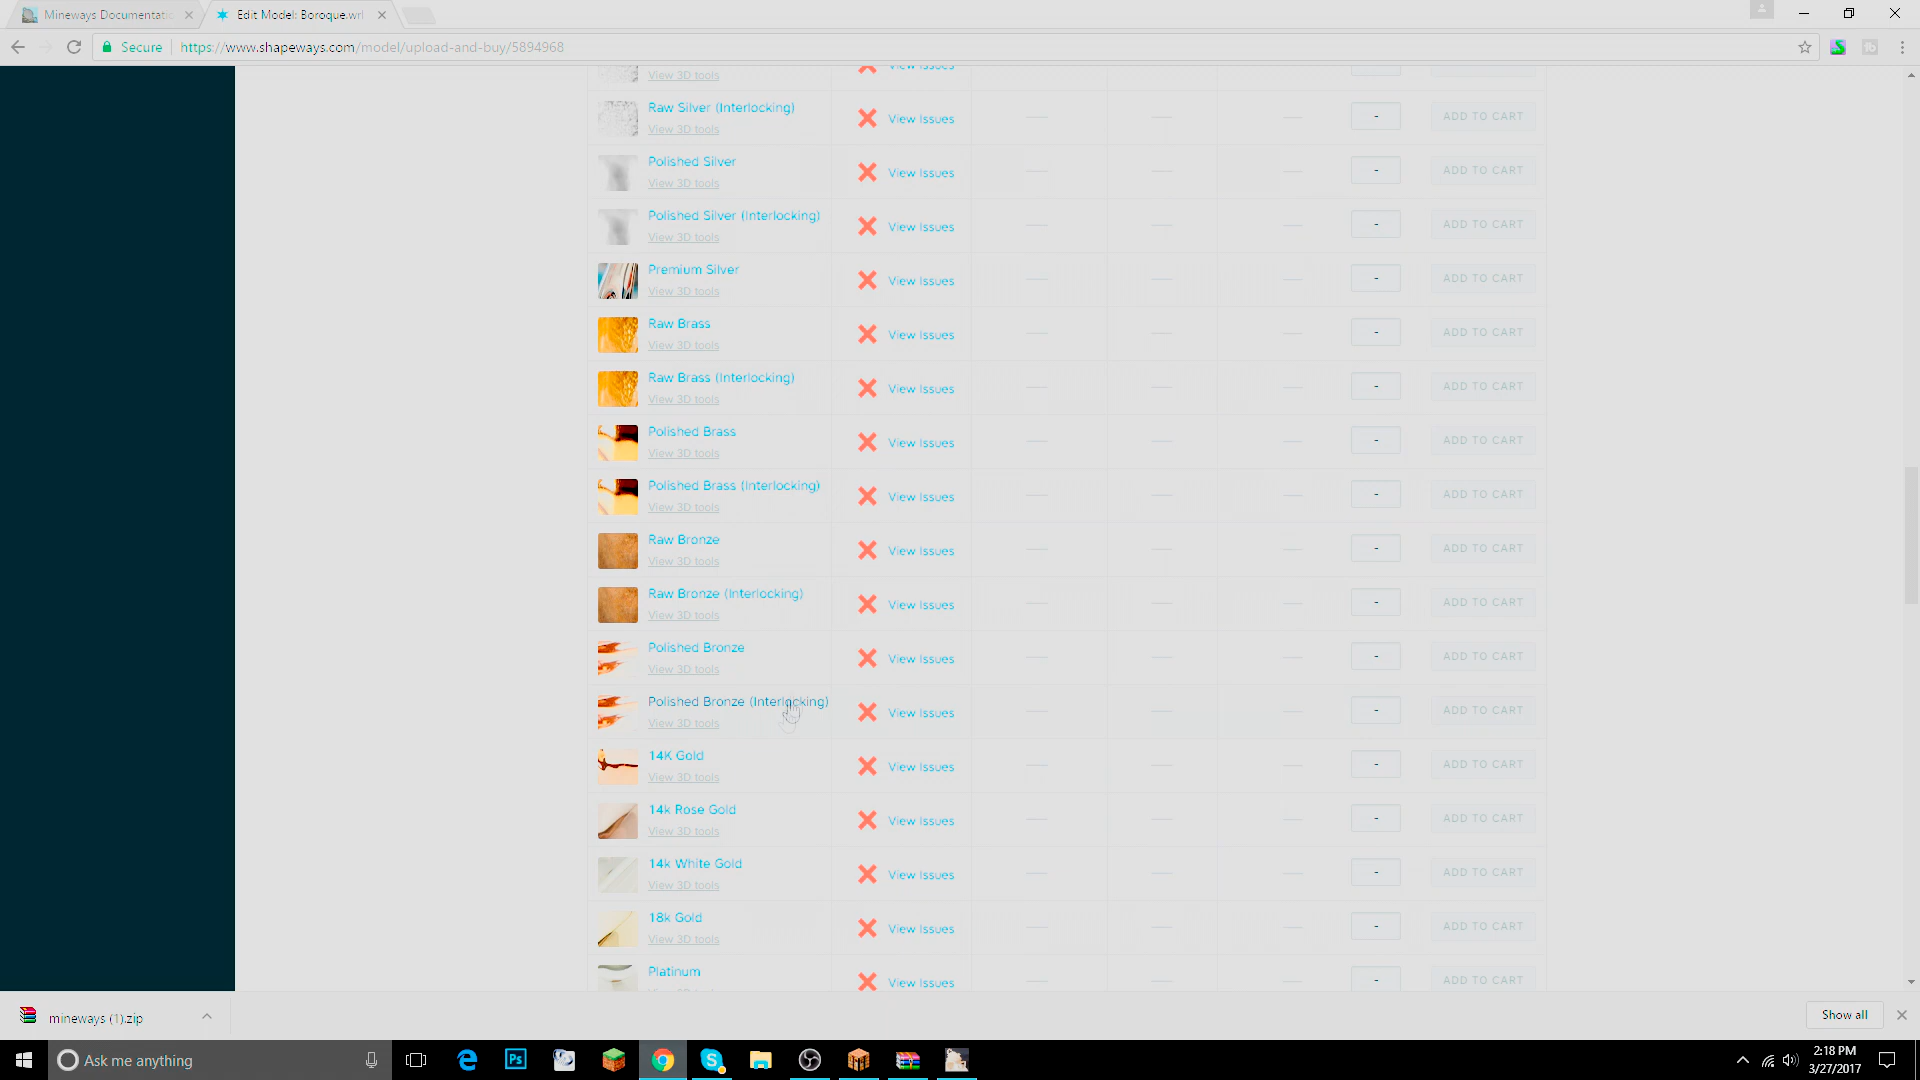 Mineways Documentatio
Edit Model: Boroque.wrl
Secure
https://www.shapeways.com/model/upload-and-buy/5894968
View 3D tools
View Issues
Raw Silver (Interlocking)
View 3D tools
View Issues
-
ADD TO CART
Polished Silver
View 3D tools
View Issues
-
ADD TO CART
Polished Silver (Interlocking)
View 3D tools
View Issues
-
ADD TO CART
Premium Silver
View 3D tools
View Issues
-
ADD TO CART
Raw Brass
View 3D tools
View Issues
-
ADD TO CART
Raw Brass (Interlocking)
View 3D tools
View Issues
-
ADD TO CART
Polished Brass
View 3D tools
View Issues
-
ADD TO CART
Polished Brass (Interlocking)
View 3D tools
View Issues
-
ADD TO CART
Raw Bronze
View 3D tools
View Issues
-
ADD TO CART
Raw Bronze (Interlocking)
View 3D tools
View Issues
-
ADD TO CART
Polished Bronze
View 3D tools
View Issues
-
ADD TO CART
Polished Bronze (Interlocking)
View 3D tools
View Issues
-
ADD TO CART
14K Gold
View 3D tools
View Issues
-
ADD TO CART
14k Rose Gold
View 3D tools
View Issues
-
ADD TO CART
14k White Gold
View 3D tools
View Issues
-
ADD TO CART
18k Gold
View 3D tools
View Issues
-
ADD TO CART
Platinum
View Issues
-
ADD TO CART
mineways (1).zip
Show all
Ask me anything
Ps
2:18 PM
3/27/2017